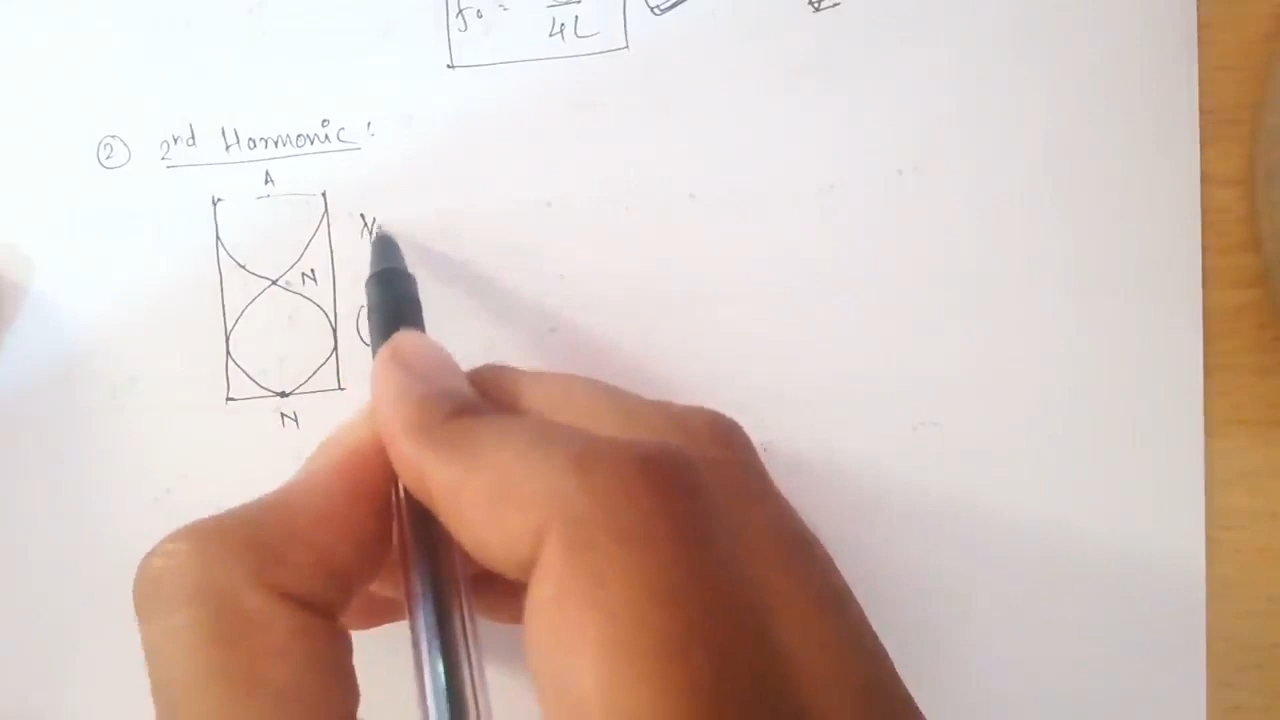 f₀ =
4L
② 2nd Harmonic :
A
N
N